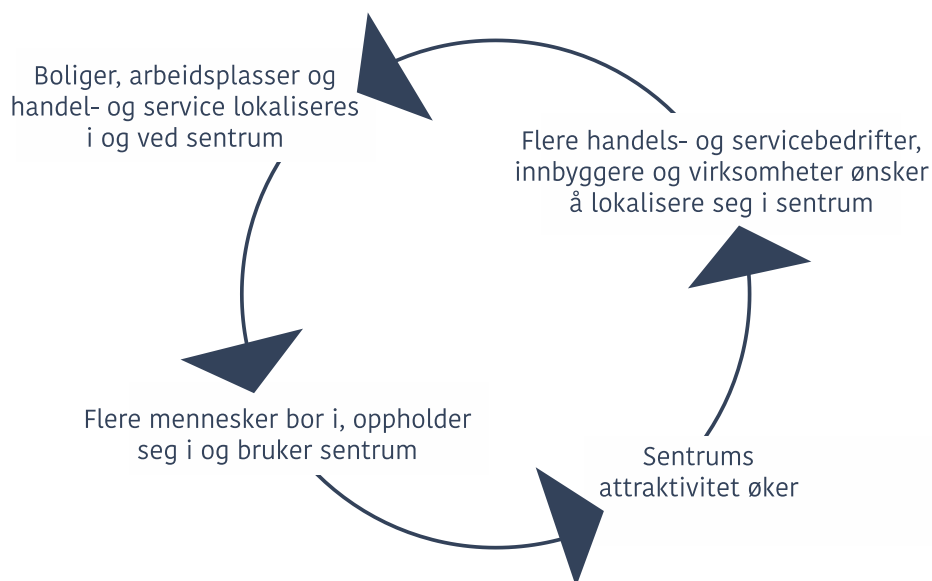 Boliger, arbeidsplasser og
handel- og service lokaliseres
i og ved sentrum
Flere handels- og servicebedrifter,
innbyggere og virksomheter ønsker
å lokalisere seg i sentrum
Flere mennesker bor i, oppholder
seg i og bruker sentrum
Sentrums
attraktivitet øker